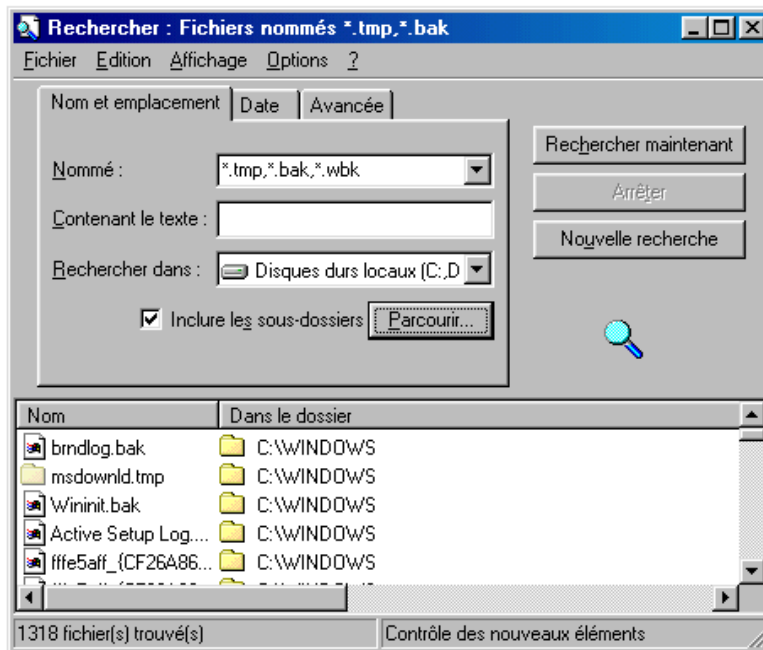 Rechercher : Fichiers nommés *.tmp,*.bak
Fichier Edition Affichage Options ?
Nom et emplacement Date Avancée
Nommé : *.tmp,*.bak,*.wbk
Contenant le texte :
Rechercher dans : Disques durs locaux (C:,D
Inclure les sous-dossiers Parcourir...
Rechercher maintenant
Arrêter
Nouvelle recherche
Nom Dans le dossier
brndlog.bak C:\WINDOWS
msdownld.tmp C:\WINDOWS
Wininit.bak C:\WINDOWS
Active Setup Log.... C:\WINDOWS
fffe5aff_{CF26A86... C:\WINDOWS
1318 fichier(s) trouvé(s) Contrôle des nouveaux éléments